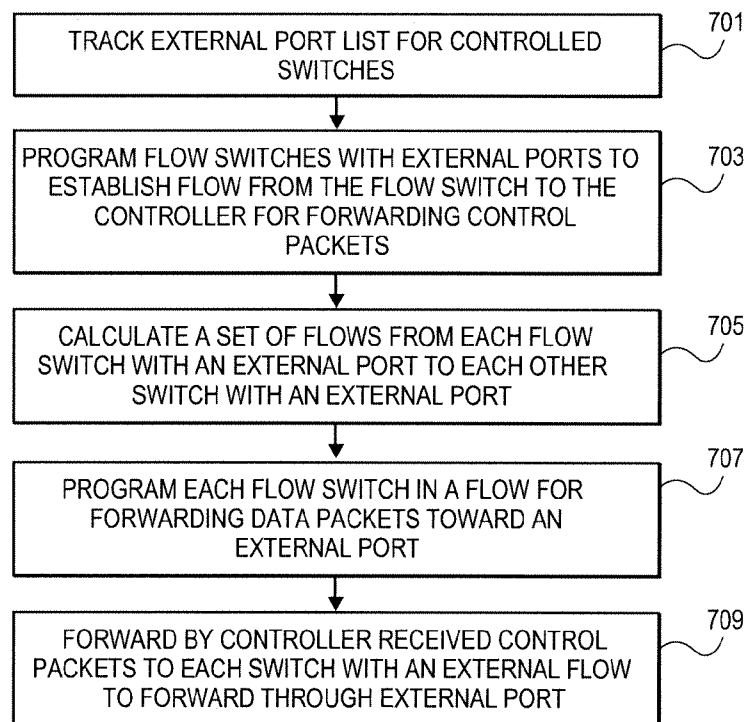 TRACK EXTERNAL PORT LIST FOR CONTROLLED
SWITCHES
701
PROGRAM FLOW SWITCHES WITH EXTERNAL PORTS TO
ESTABLISH FLOW FROM THE FLOW SWITCH TO THE
CONTROLLER FOR FORWARDING CONTROL
PACKETS
703
CALCULATE A SET OF FLOWS FROM EACH FLOW
SWITCH WITH AN EXTERNAL PORT TO EACH OTHER
SWITCH WITH AN EXTERNAL PORT
705
PROGRAM EACH FLOW SWITCH IN A FLOW FOR
FORWARDING DATA PACKETS TOWARD AN
EXTERNAL PORT
707
FORWARD BY CONTROLLER RECEIVED CONTROL
PACKETS TO EACH SWITCH WITH AN EXTERNAL FLOW
TO FORWARD THROUGH EXTERNAL PORT
709